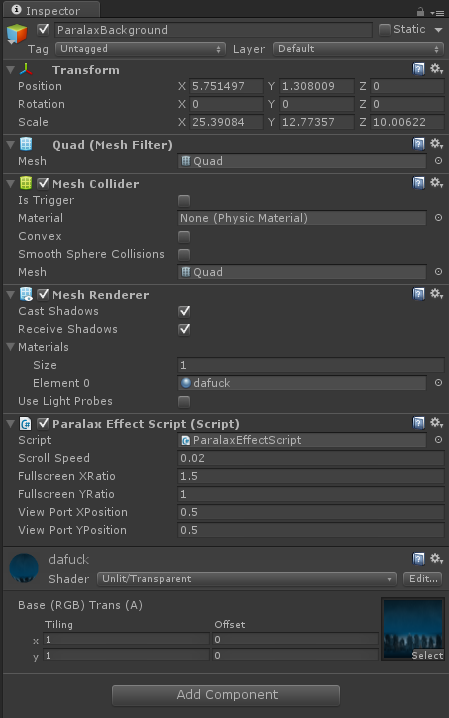 Inspector
ParalaxBackground Static
Tag Untagged Layer Default
Transform
Position X 5.751497 Y 1.308009 Z 0
Rotation X 0 Y 0 Z 0
Scale X 25.39084 Y 12.77357 Z 10.00622
Quad (Mesh Filter)
Mesh Quad
Mesh Collider
Is Trigger
Material None (Physic Material)
Convex
Smooth Sphere Collisions
Mesh Quad
Mesh Renderer
Cast Shadows
Receive Shadows
Materials
Size 1
Element 0 dafuck
Use Light Probes
Paralax Effect Script (Script)
Script ParalaxEffectScript
Scroll Speed 0.02
Fullscreen XRatio 1.5
Fullscreen YRatio 1
View Port XPosition 0.5
View Port YPosition 0.5
dafuck
Shader Unlit/Transparent Edit...
Base (RGB) Trans (A)
Tiling Offset
x 1 0
y 1 0
Select
Add Component